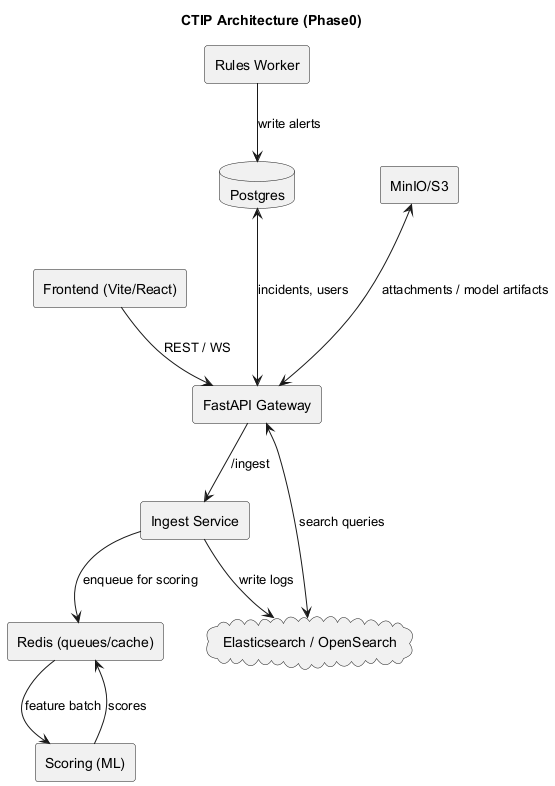 CTIP Architecture (Phase0)
Rules Worker
write alerts
Postgres
MinIO/S3
Frontend (Vite/React)
incidents, users
attachments / model artifacts
REST / WS
FastAPI Gateway
/ingest
Ingest Service
search queries
enqueue for scoring
write logs
Redis (queues/cache)
Elasticsearch / OpenSearch
feature batch
scores
Scoring (ML)